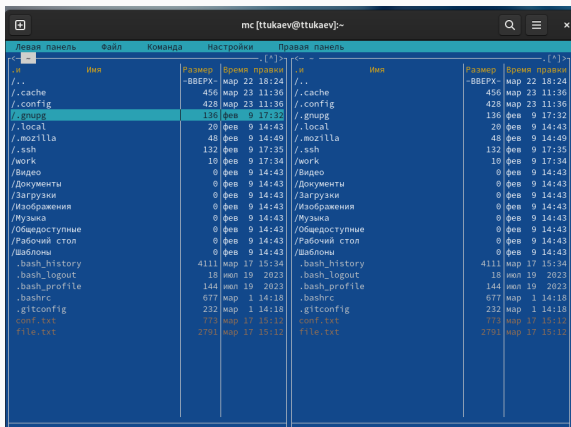 mc [ttukaev@ttukaev]:~
Левая панель Файл Команда Настройки Правая панель
<- ~ .[^]> <- ~ .[^]>
.и Имя Размер Время правки .и Имя Размер Время правки
/.. -ВВЕРХ- мар 22 18:24 /.. -ВВЕРХ- мар 22 18:24
/.cache 456 мар 23 11:36 /.cache 456 мар 23 11:36
/.config 428 мар 23 11:36 /.config 428 мар 23 11:36
/.gnupg 136 фев 9 17:32 /.gnupg 136 фев 9 17:32
/.local 20 фев 9 14:43 /.local 20 фев 9 14:43
/.mozilla 48 фев 9 14:49 /.mozilla 48 фев 9 14:49
/.ssh 132 фев 9 17:35 /.ssh 132 фев 9 17:35
/work 10 фев 9 17:34 /work 10 фев 9 17:34
/Видео 0 фев 9 14:43 /Видео 0 фев 9 14:43
/Документы 0 фев 9 14:43 /Документы 0 фев 9 14:43
/Загрузки 0 фев 9 14:43 /Загрузки 0 фев 9 14:43
/Изображения 0 фев 9 14:43 /Изображения 0 фев 9 14:43
/Музыка 0 фев 9 14:43 /Музыка 0 фев 9 14:43
/Общедоступные 0 фев 9 14:43 /Общедоступные 0 фев 9 14:43
/Рабочий стол 0 фев 9 14:43 /Рабочий стол 0 фев 9 14:43
/Шаблоны 0 фев 9 14:43 /Шаблоны 0 фев 9 14:43
.bash_history 4111 мар 17 15:34 .bash_history 4111 мар 17 15:34
.bash_logout 18 июл 19 2023 .bash_logout 18 июл 19 2023
.bash_profile 144 июл 19 2023 .bash_profile 144 июл 19 2023
.bashrc 677 мар 1 14:18 .bashrc 677 мар 1 14:18
.gitconfig 232 мар 1 14:18 .gitconfig 232 мар 1 14:18
conf.txt 773 мар 17 15:12 conf.txt 773 мар 17 15:12
file.txt 2791 мар 17 15:12 file.txt 2791 мар 17 15:12